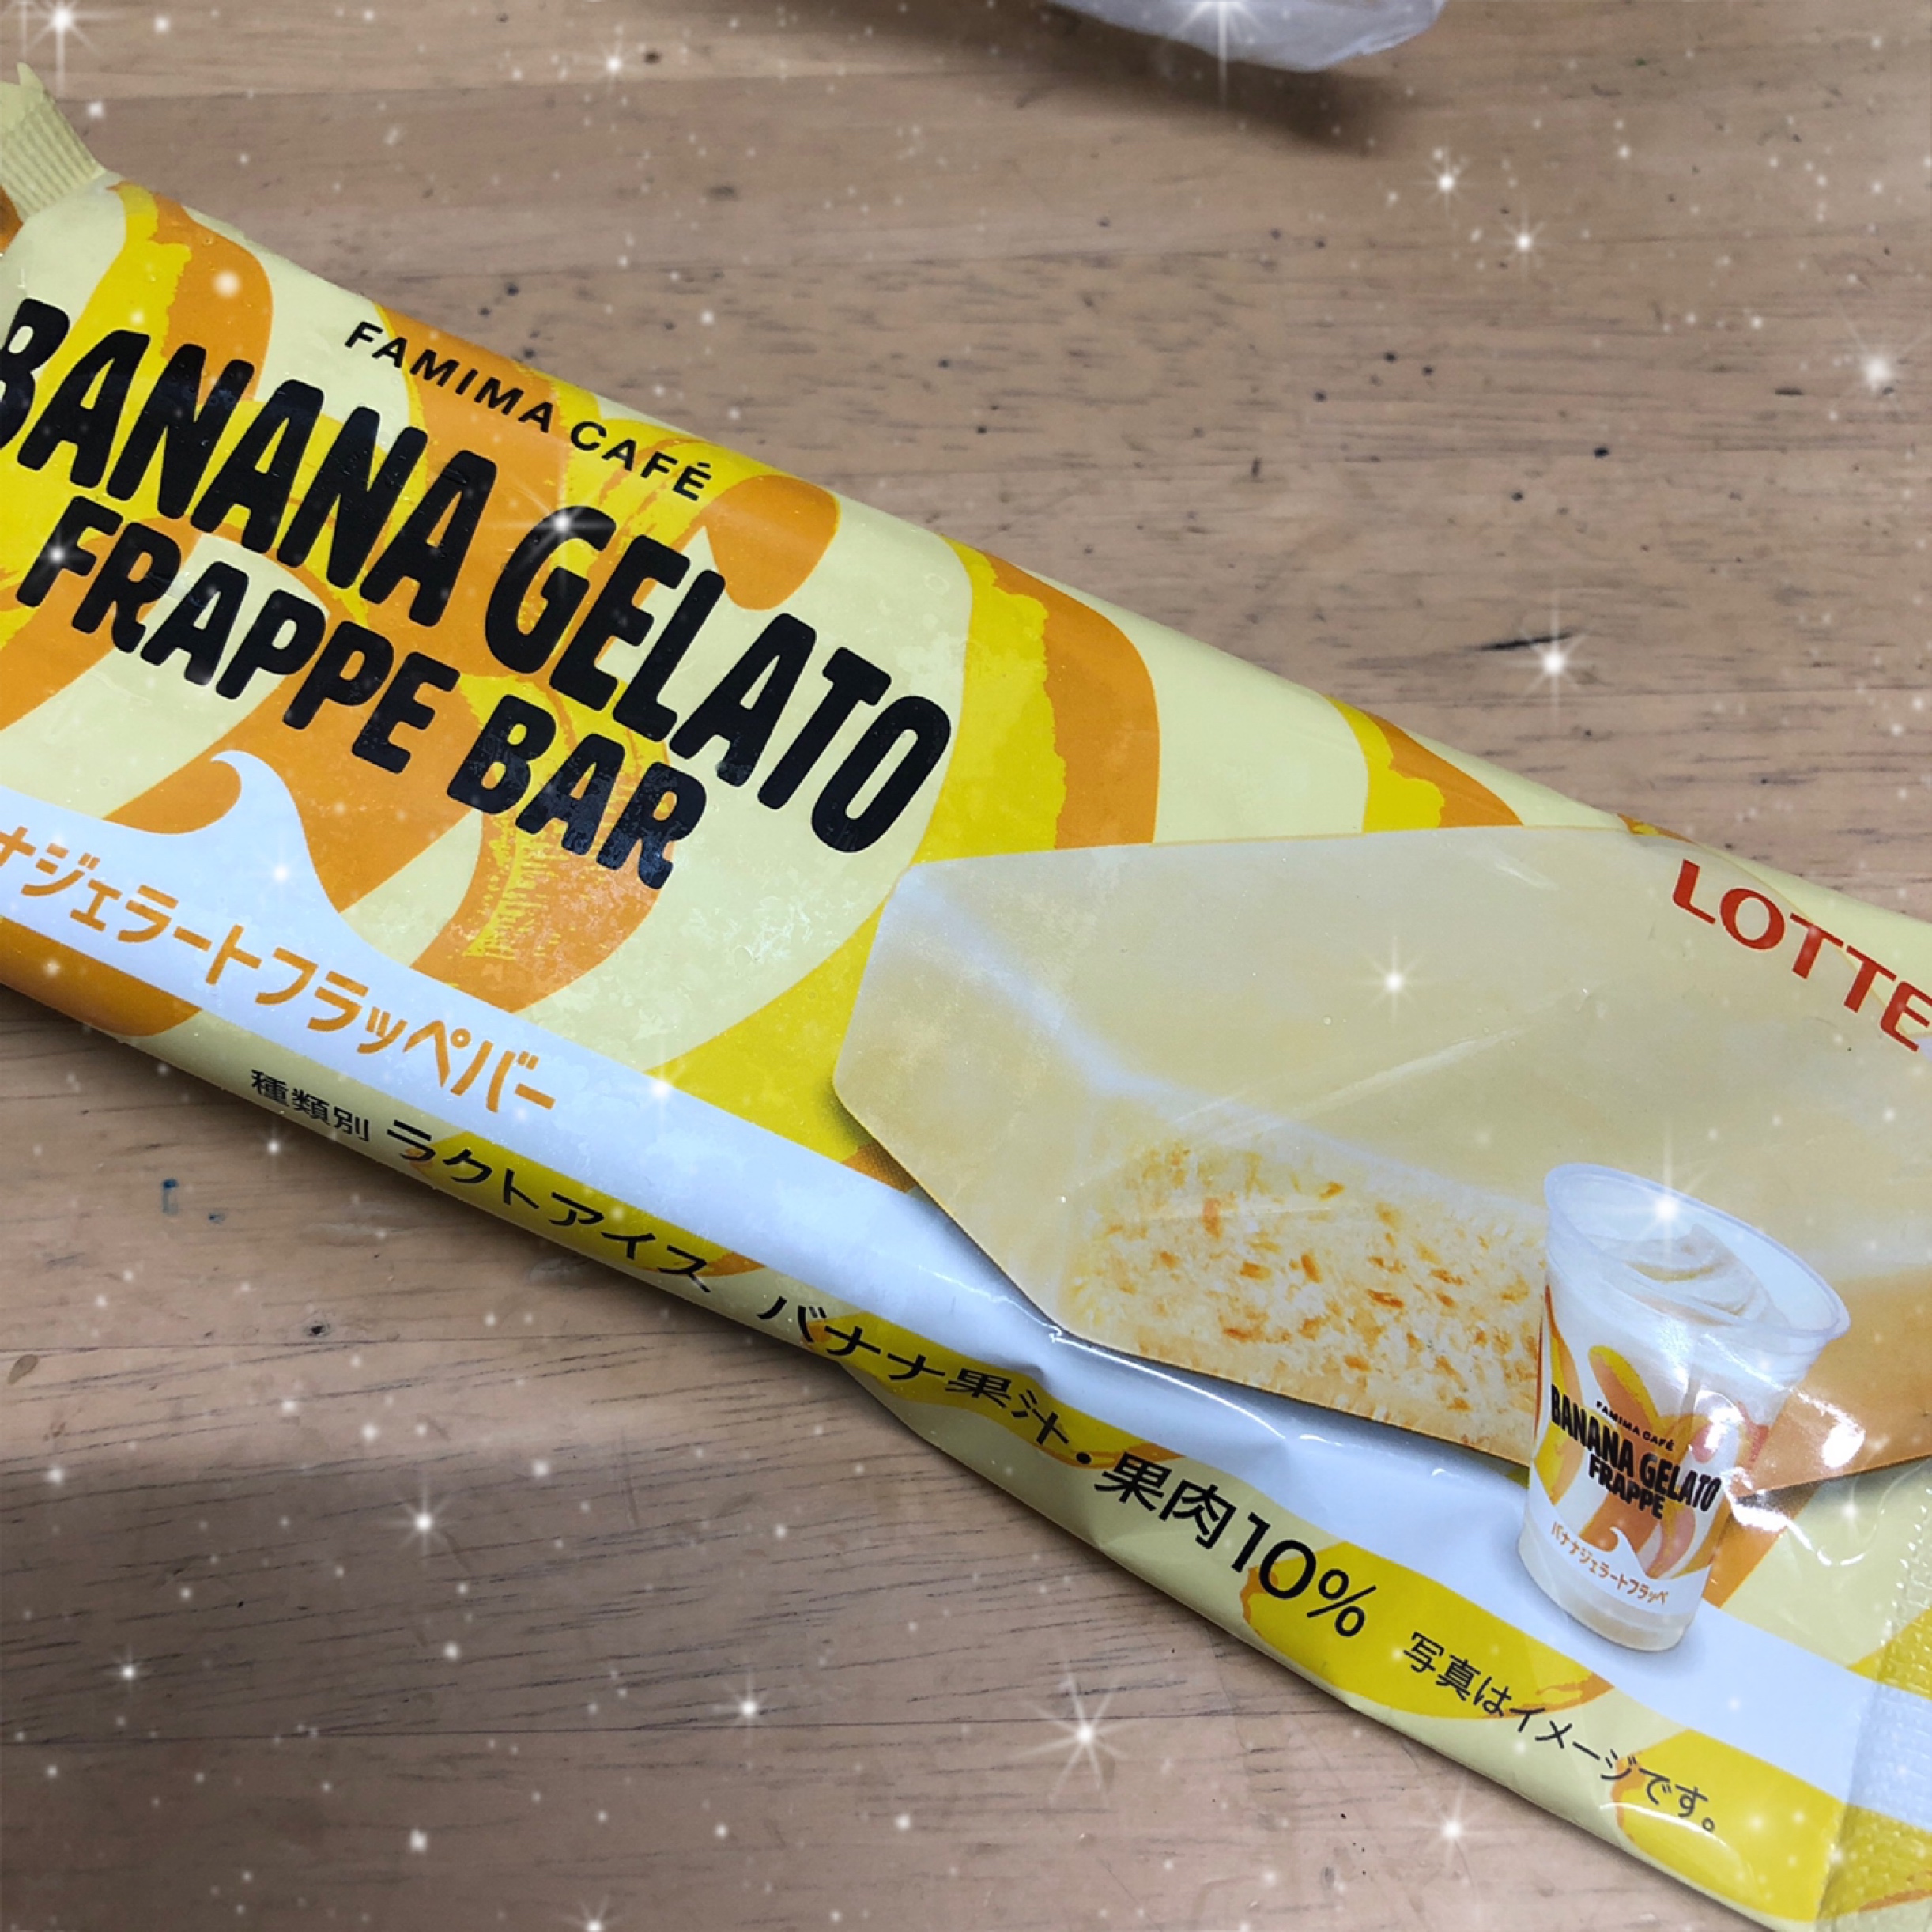 FAMIMA CAFÉ
BANANA GELATO
FRAPPE BAR
ナジェラートフラッペバー
種類別 ラクトアイス バナナ果汁・果肉10%
写真はイメージです。
LOTTE
FAMIMA CAFÉ
BANANA GELATO
FRAPPE
バナナジェラートフラッペ